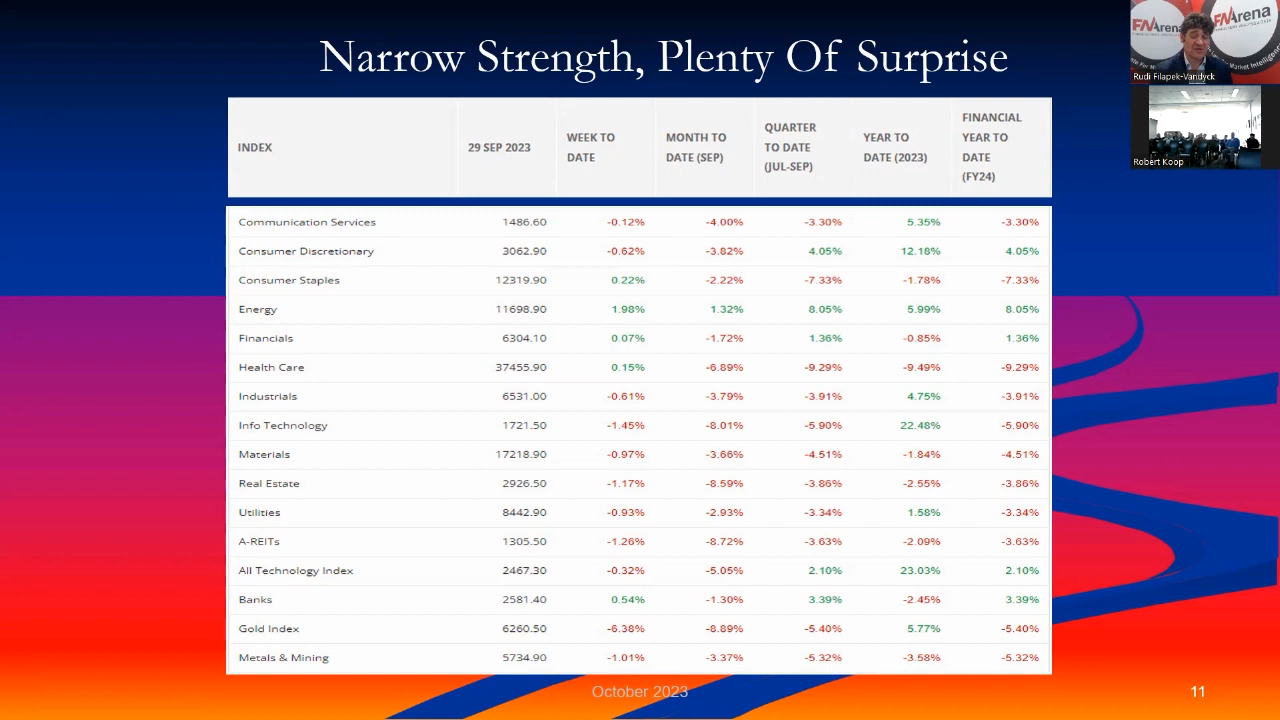 Narrow Strength, Plenty Of Surprise
FNArena
FNArena
Rudi Filapek-Vandyck
Robert Koop
INDEX 29 SEP 2023 WEEK TO DATE MONTH TO DATE (SEP) QUARTER TO DATE (JUL-SEP) YEAR TO DATE (2023) FINANCIAL YEAR TO DATE (FY24)
Communication Services 1486.60 -0.12% -4.00% -3.30% 5.35% -3.30%
Consumer Discretionary 3062.90 -0.62% -3.82% 4.05% 12.18% 4.05%
Consumer Staples 12319.90 0.22% -2.22% -7.33% -1.78% -7.33%
Energy 11698.90 1.98% 1.32% 8.05% 5.99% 8.05%
Financials 6304.10 0.07% -1.72% 1.36% -0.85% 1.36%
Health Care 37455.90 0.15% -6.89% -9.29% -9.49% -9.29%
Industrials 6531.00 -0.61% -3.79% -3.91% 4.75% -3.91%
Info Technology 1721.50 -1.45% -8.01% -5.90% 22.48% -5.90%
Materials 17218.90 -0.97% -3.66% -4.51% -1.84% -4.51%
Real Estate 2926.50 -1.17% -8.59% -3.86% -2.55% -3.86%
Utilities 8442.90 -0.93% -2.93% -3.34% 1.58% -3.34%
A-REITs 1305.50 -1.26% -8.72% -3.63% -2.09% -3.63%
All Technology Index 2467.30 -0.32% -5.05% 2.10% 23.03% 2.10%
Banks 2581.40 0.54% -1.30% 3.39% -2.45% 3.39%
Gold Index 6260.50 -6.38% -8.89% -5.40% 5.77% -5.40%
Metals & Mining 5734.90 -1.01% -3.37% -5.32% -3.58% -5.32%
October 2023
11